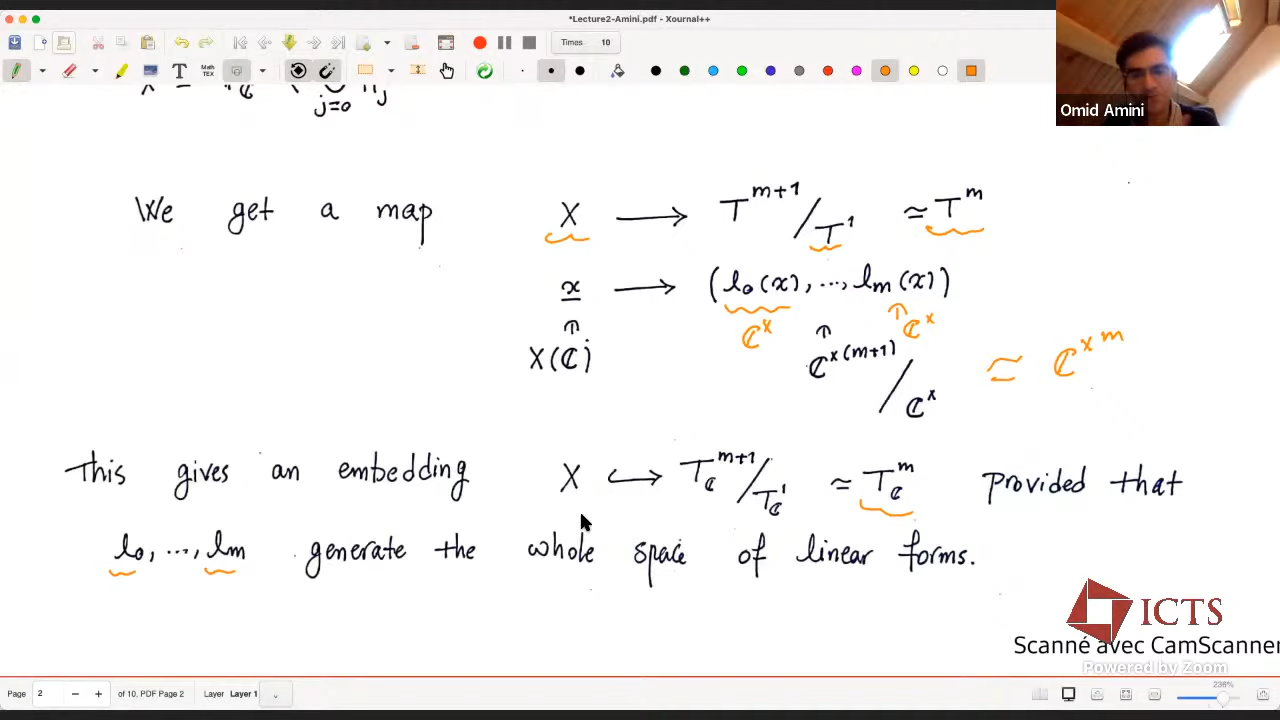 *Lecture2-Amini.pdf - Xournal++
Times 10
Omid Amini
j=0
We get a map X → T^{m+1}/T^1 ≃ T^m
x → (l_0(x), ..., l_m(x))
ℂ^x ℂ^x
X(ℂ) ℂ^{x(m+1)}/ℂ^x ≃ ℂ^{x m}
This gives an embedding X ↪ T_ℂ^{m+1}/T_ℂ^1 ≃ T_ℂ^m provided that
l_0, ..., l_m generate the whole space of linear forms.
ICTS
Scanné avec CamScanner
Powered by Zoom
Page 2 of 10, PDF Page 2 Layer Layer 1 236%